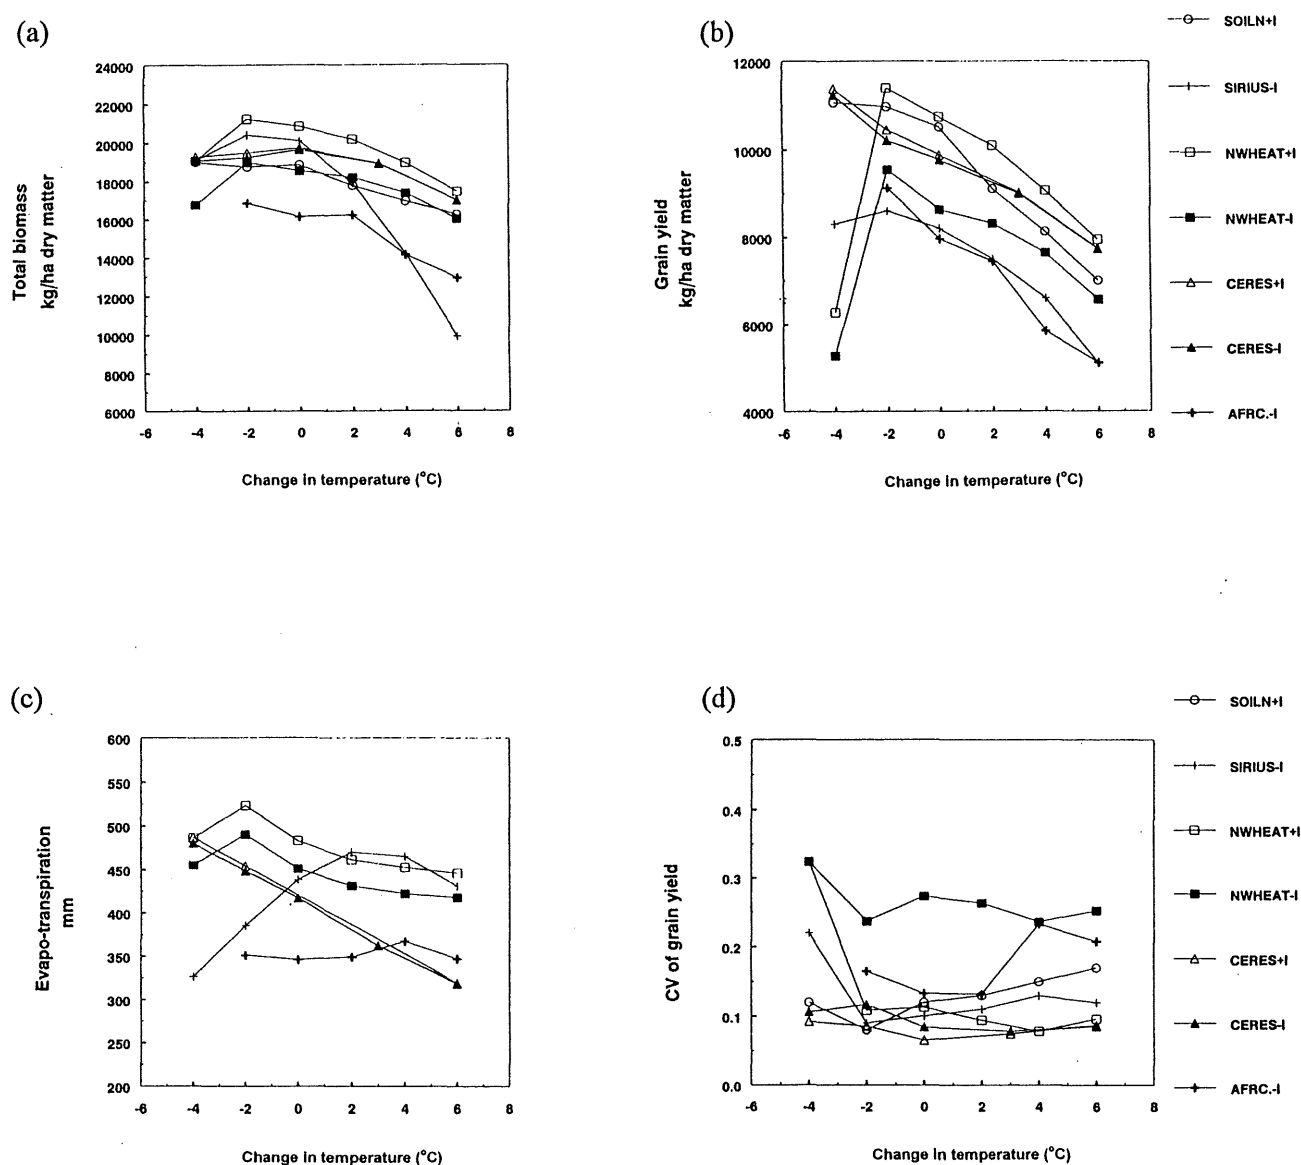 (a)
24000
22000
20000
18000
16000
14000
12000
10000
8000
6000
-6 -4 -2 0 2 4 6 8
Total biomass
kg/ha dry matter
Change in temperature (°C)
(b)
12000
10000
8000
6000
4000
-6 -4 -2 0 2 4 6 8
Grain yield
kg/ha dry matter
Change in temperature (°C)
SOILN+I
SIRIUS-I
NWHEAT+I
NWHEAT-I
CERES+I
CERES-I
AFRC.-I
(c)
600
550
500
450
400
350
300
250
200
-6 -4 -2 0 2 4 6 8
Evapo-transpiration
mm
Change in temperature (°C)
(d)
0.5
0.4
0.3
0.2
0.1
0.0
-6 -4 -2 0 2 4 6 8
CV of grain yield
Change in temperature (°C)
SOILN+I
SIRIUS-I
NWHEAT+I
NWHEAT-I
CERES+I
CERES-I
AFRC.-I